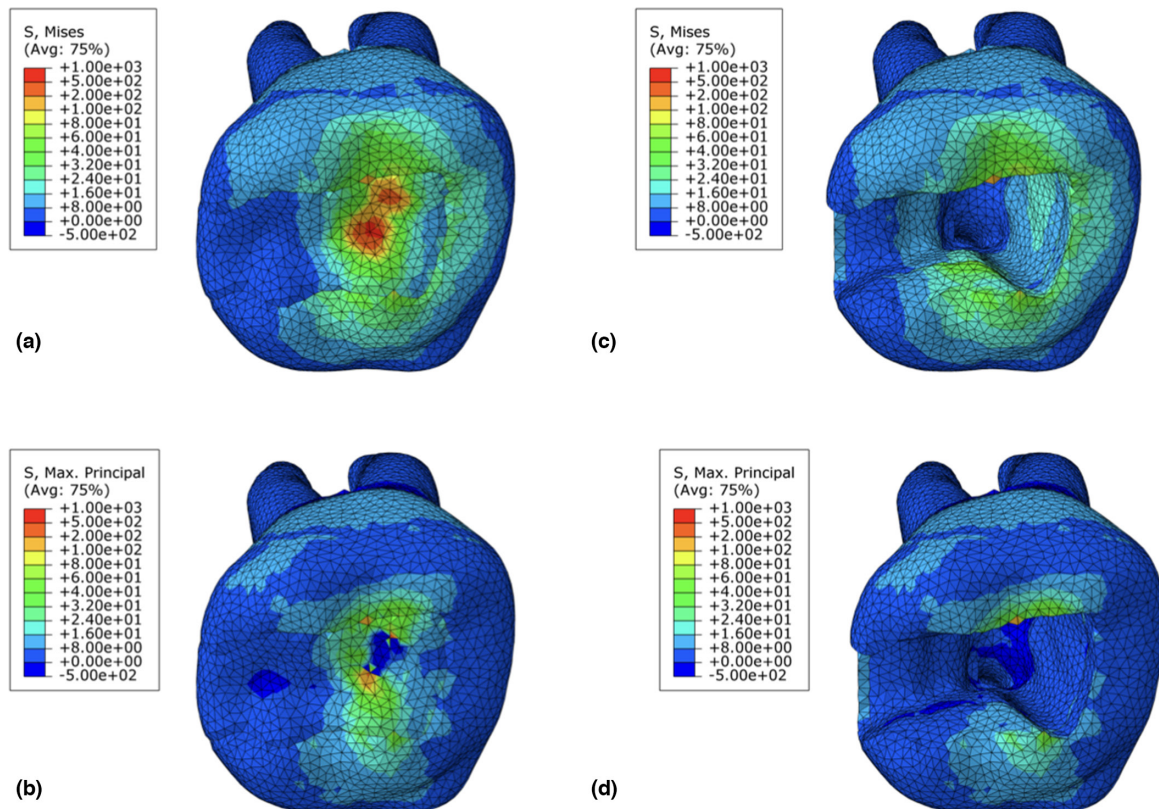 S, Mises
(Avg: 75%)
+1.00e+03
+5.00e+02
+2.00e+02
+1.00e+02
+8.00e+01
+6.00e+01
+4.00e+01
+3.20e+01
+2.40e+01
+1.60e+01
+8.00e+00
+0.00e+00
-5.00e+02
(a)
S, Mises
(Avg: 75%)
+1.00e+03
+5.00e+02
+2.00e+02
+1.00e+02
+8.00e+01
+6.00e+01
+4.00e+01
+3.20e+01
+2.40e+01
+1.60e+01
+8.00e+00
+0.00e+00
-5.00e+02
(c)
S, Max. Principal
(Avg: 75%)
+1.00e+03
+5.00e+02
+2.00e+02
+1.00e+02
+8.00e+01
+6.00e+01
+4.00e+01
+3.20e+01
+2.40e+01
+1.60e+01
+8.00e+00
+0.00e+00
-5.00e+02
(b)
S, Max. Principal
(Avg: 75%)
+1.00e+03
+5.00e+02
+2.00e+02
+1.00e+02
+8.00e+01
+6.00e+01
+4.00e+01
+3.20e+01
+2.40e+01
+1.60e+01
+8.00e+00
+0.00e+00
-5.00e+02
(d)